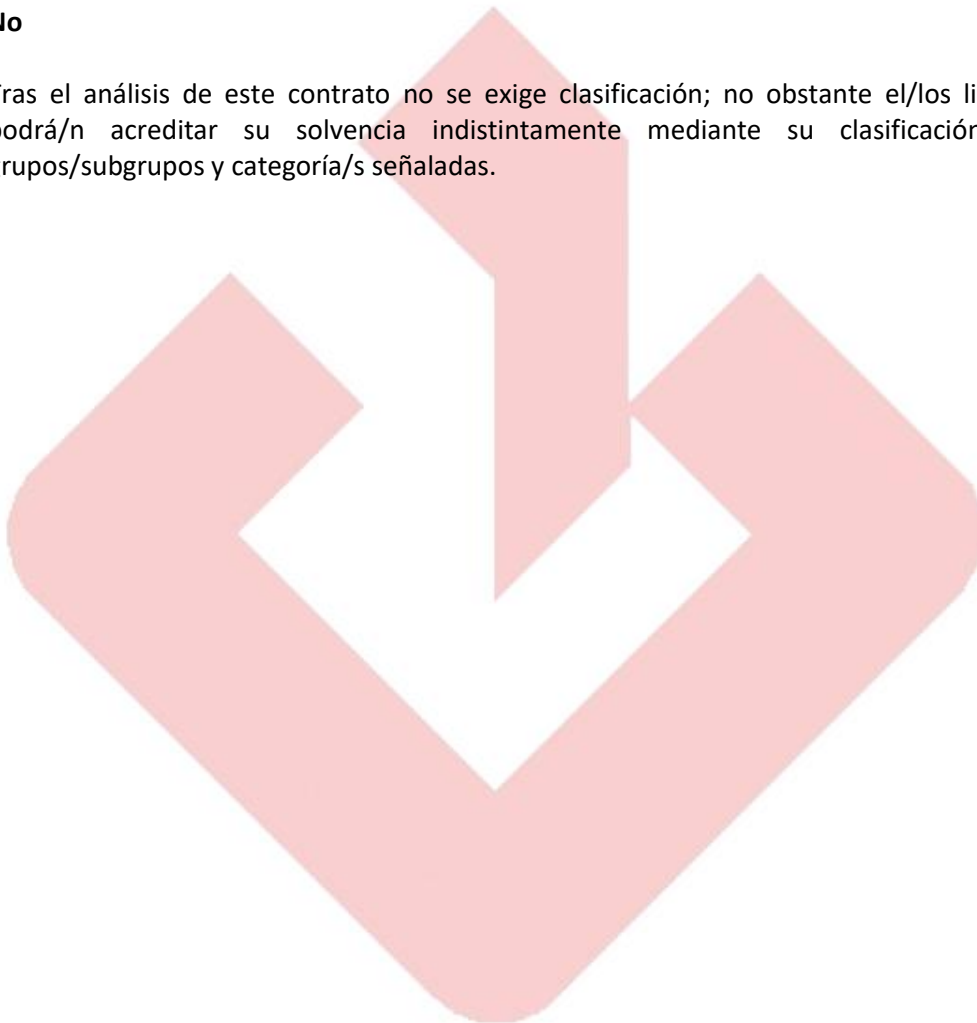 No
Tras el análisis de este contrato no se exige clasificación; no obstante el/los li
podrá/n acreditar su solvencia indistintamente mediante su clasificación
grupos/subgrupos y categoría/s señaladas.